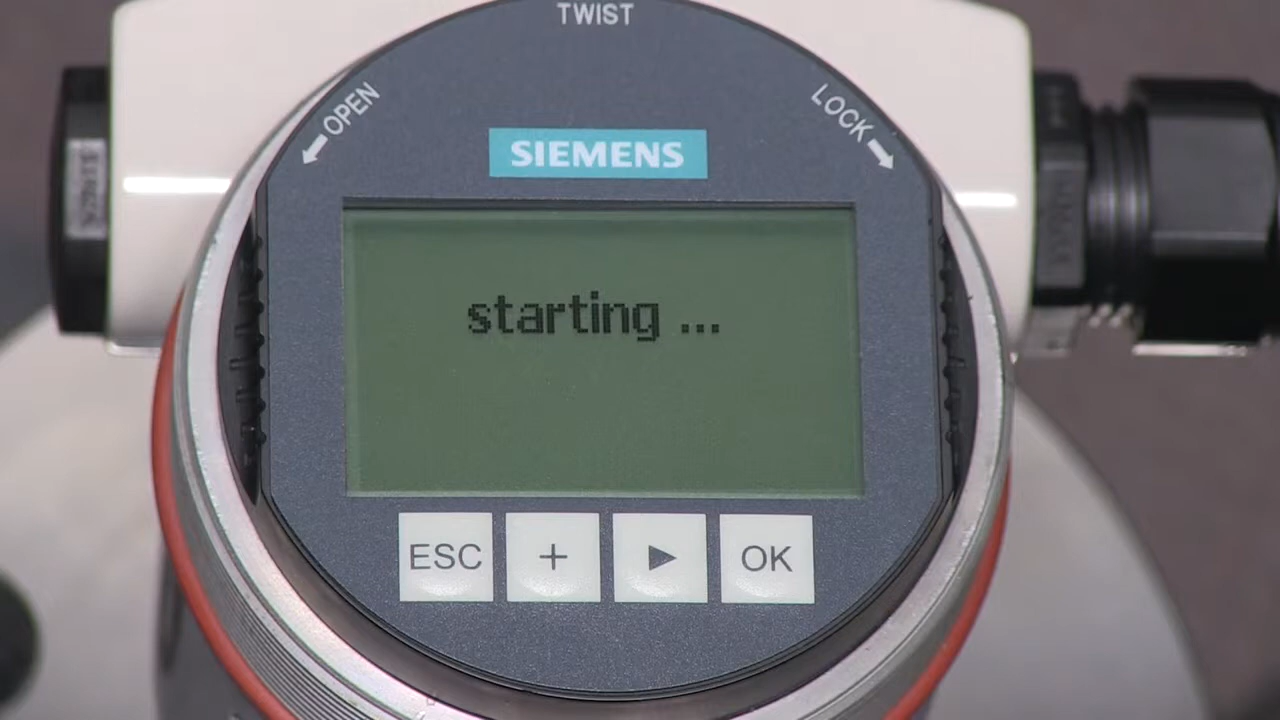 TWIST
OPEN
LOCK
SIEMENS
starting ...
ESC
+
OK